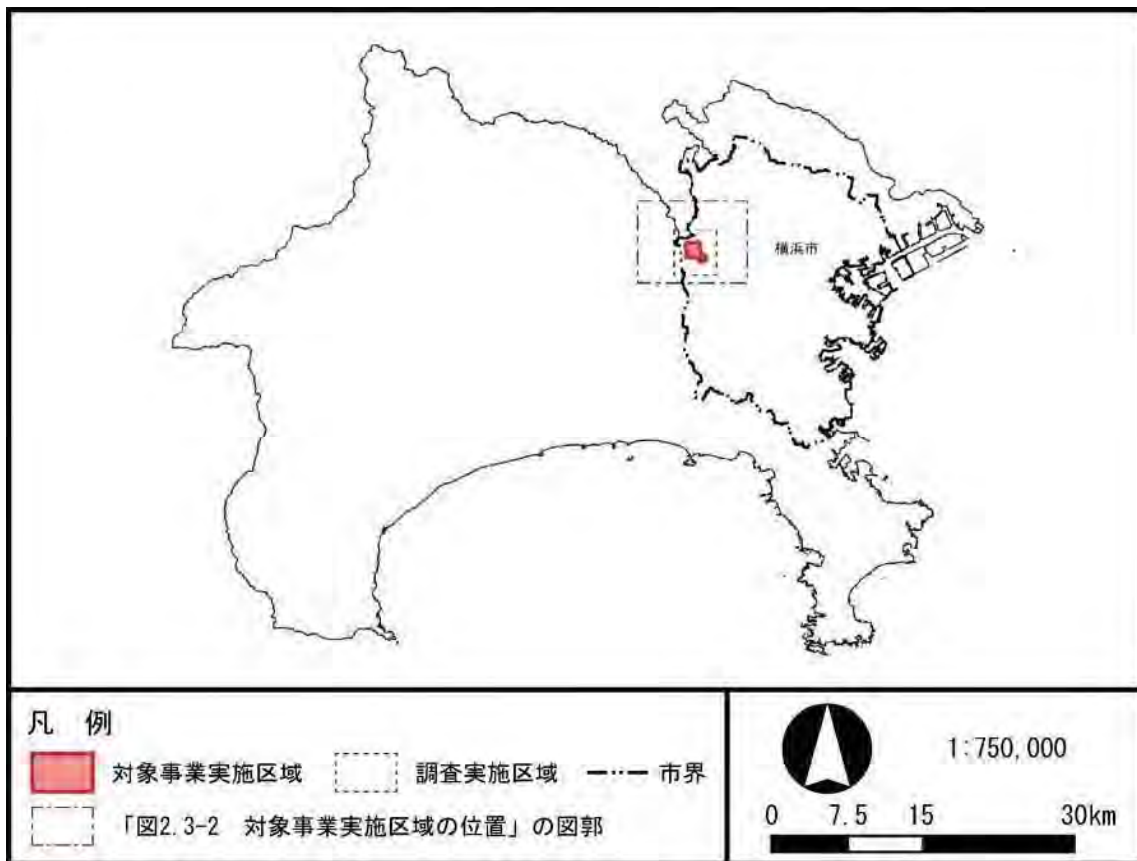 横浜市
凡 例
対象事業実施区域 調査実施区域 市界
「図2.3-2 対象事業実施区域の位置」の図郭
1:750,000
0 7.5 15 30km